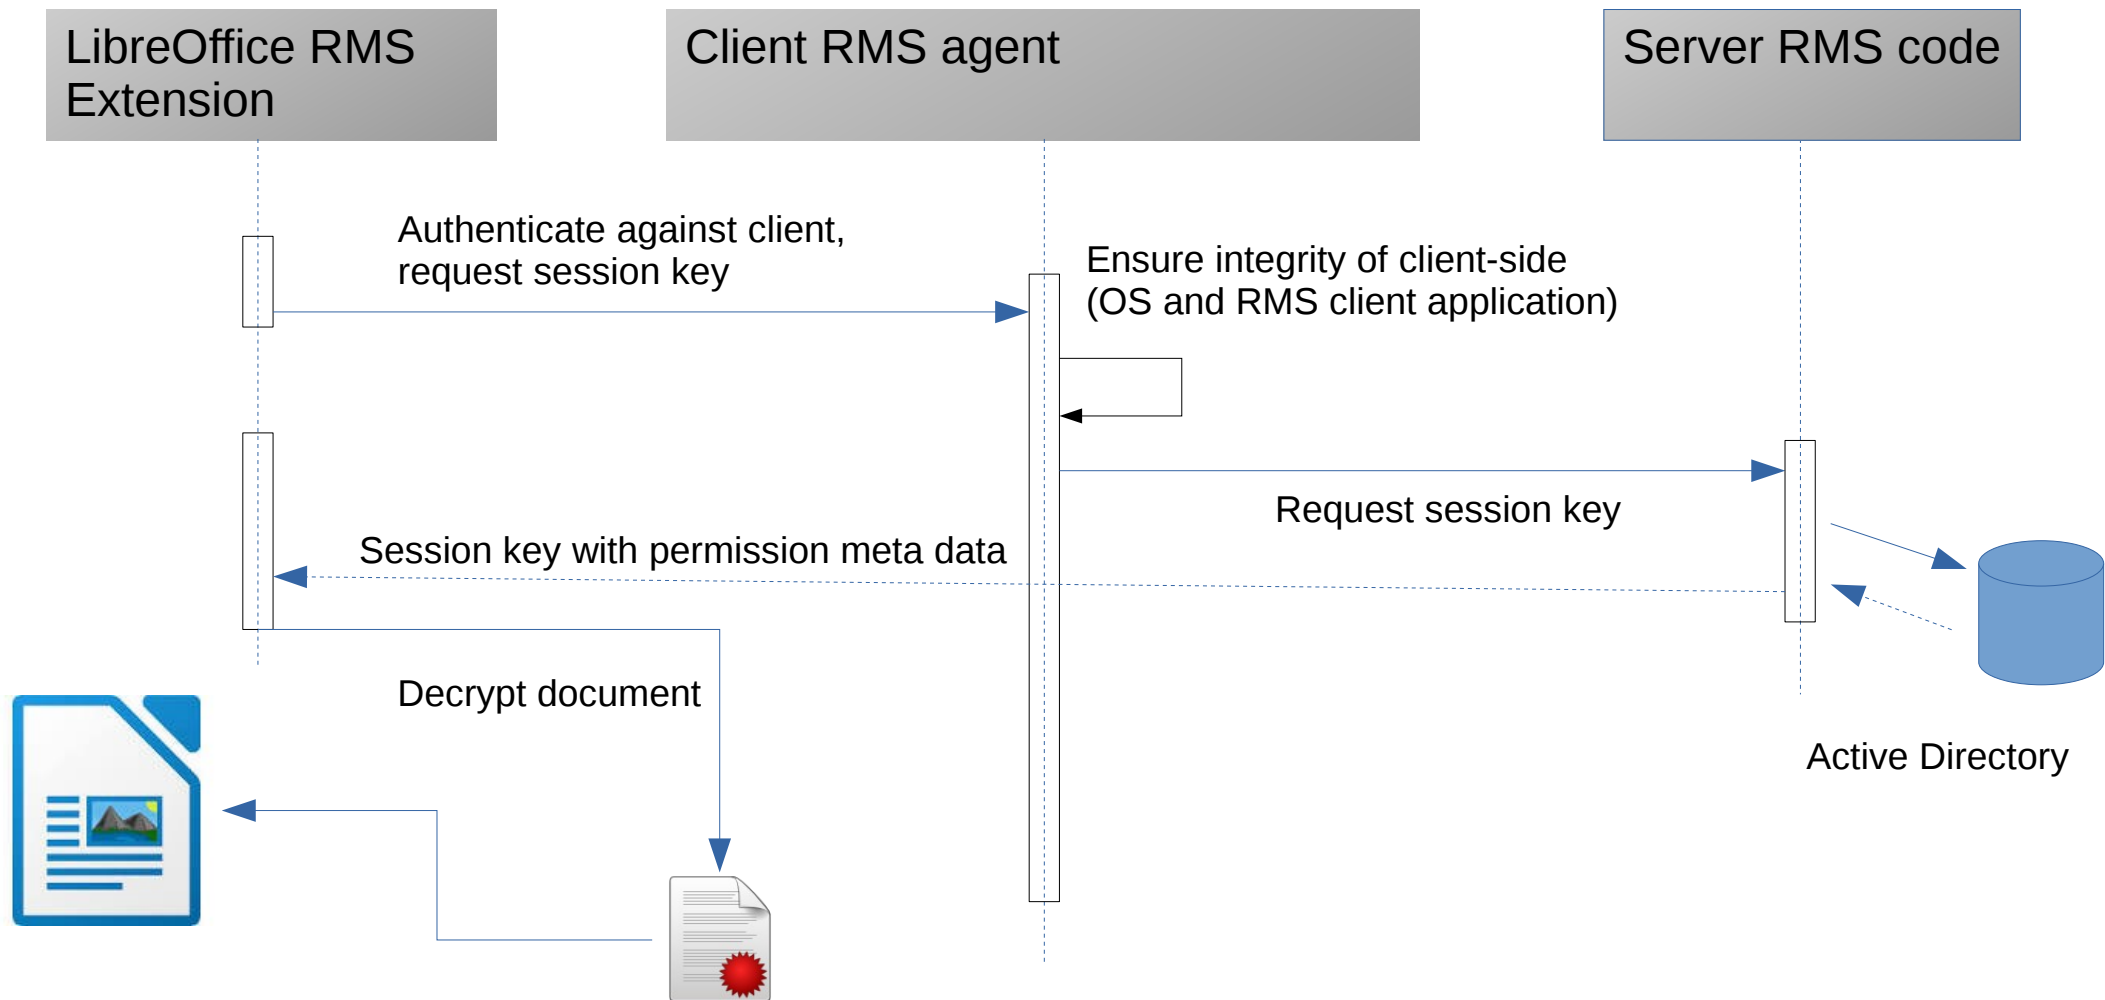 LibreOffice RMS
Extension
Client RMS agent
Server RMS code
Authenticate against client,
request session key
Ensure integrity of client-side
(OS and RMS client application)
Request session key
Session key with permission meta data
Decrypt document
Active Directory